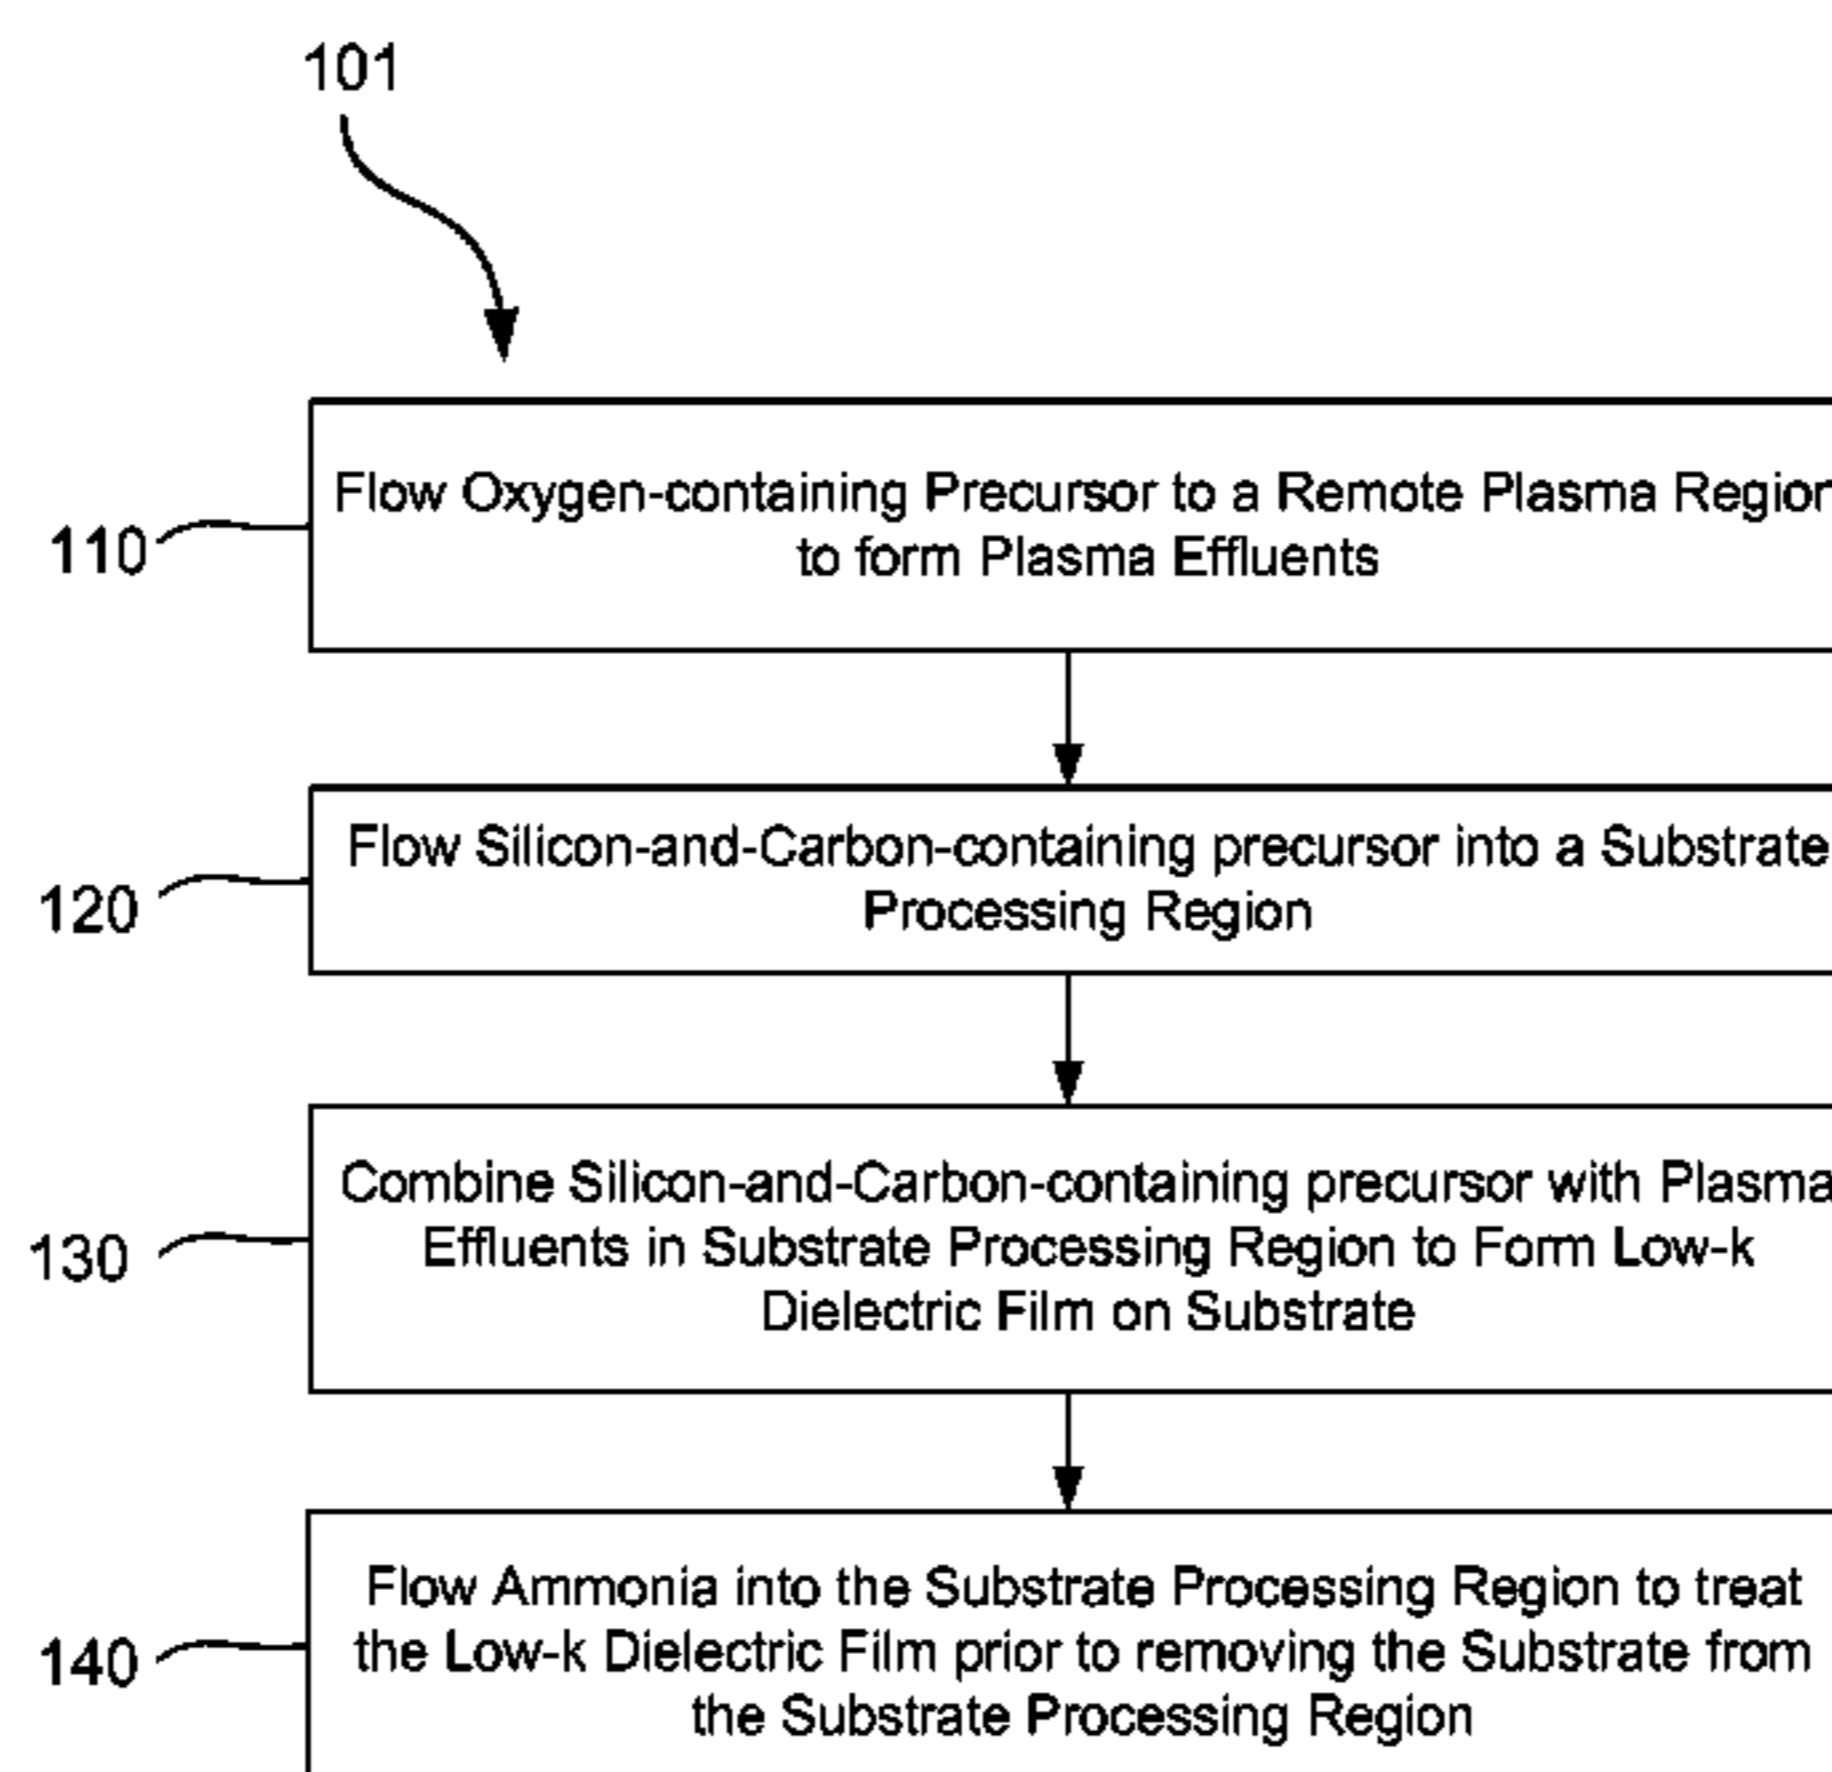 101
110
Flow Oxygen-containing Precursor to a Remote Plasma Region
to form Plasma Effluents
120
Flow Silicon-and-Carbon-containing precursor into a Substrate
Processing Region
130
Combine Silicon-and-Carbon-containing precursor with Plasma
Effluents in Substrate Processing Region to Form Low-k
Dielectric Film on Substrate
140
Flow Ammonia into the Substrate Processing Region to treat
the Low-k Dielectric Film prior to removing the Substrate from
the Substrate Processing Region